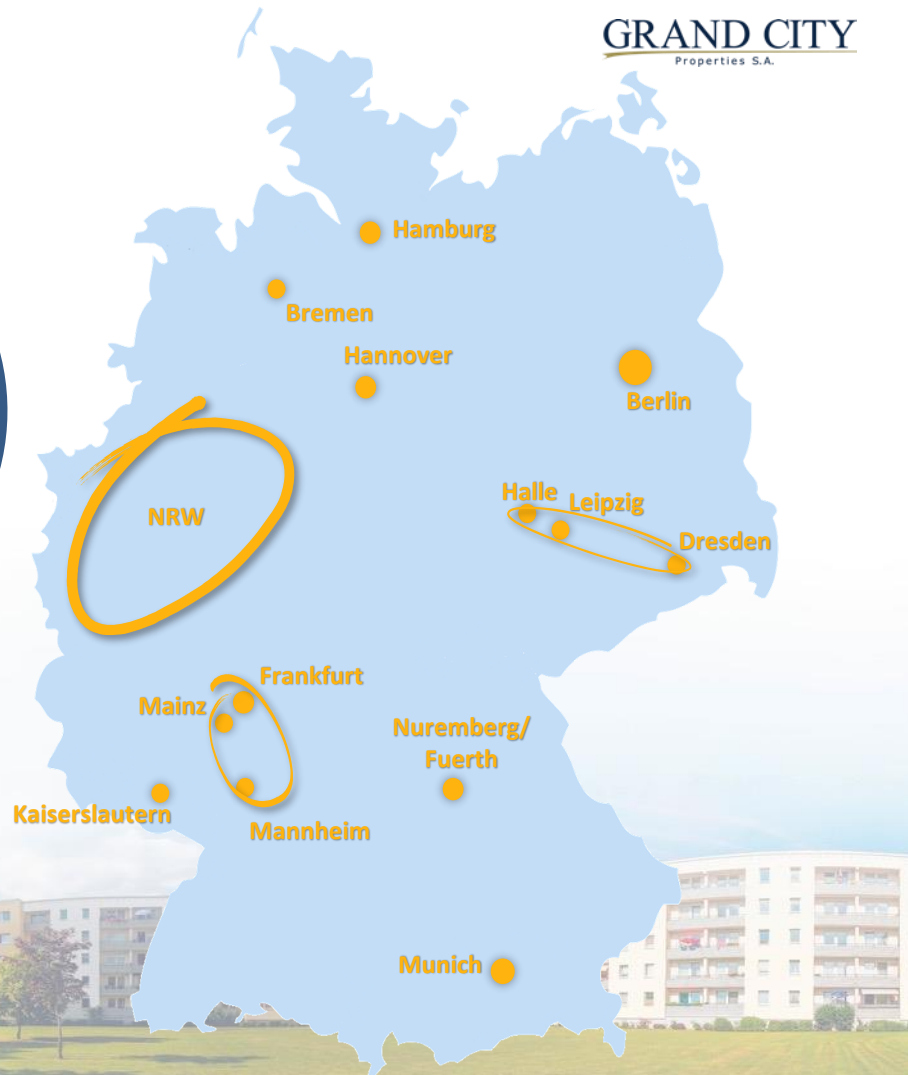 GRAND CITY
Properties S.A.
Hamburg
Bremen
Hannover
Berlin
NRW
Halle
Leipzig
Dresden
Frankfurt
Mainz
Nuremberg/
Fuerth
Kaiserslautern
Mannheim
Munich